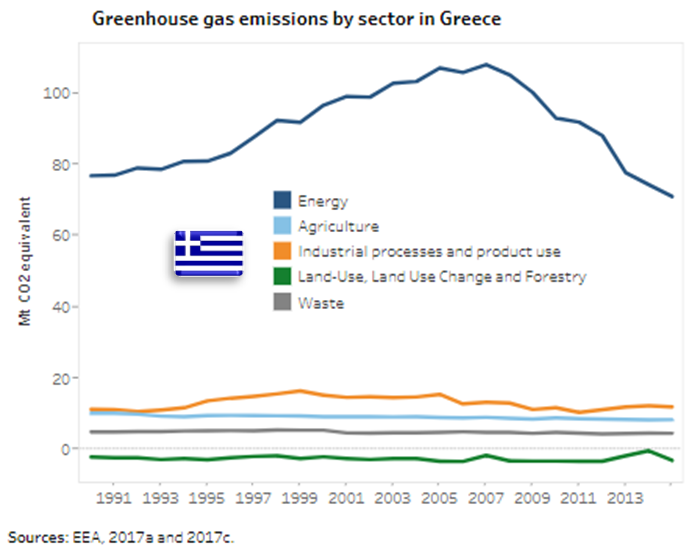 Greenhouse gas emissions by sector in Greece
Mt CO2 equivalent
100
80
60
40
20
0
Energy
Agriculture
Industrial processes and product use
Land-Use, Land Use Change and Forestry
Waste
1991 1993 1995 1997 1999 2001 2003 2005 2007 2009 2011 2013
Sources: EEA, 2017a and 2017c.